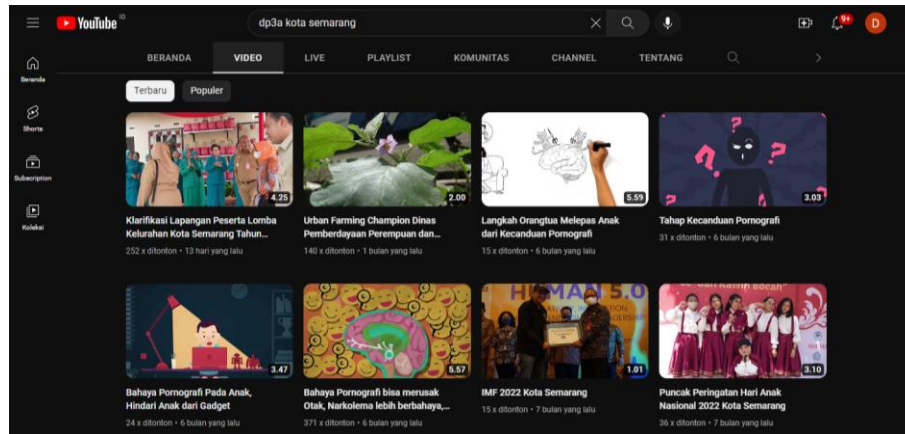 YouTube ID
dp3a kota semarang
9+
D
BERANDA VIDEO LIVE PLAYLIST KOMUNITAS CHANNEL TENTANG
Beranda
Shorts
Subscription
Koleksi
Terbaru Populer
4.25
2.00
5.59
3.03
Klarifikasi Lapangan Peserta Lomba
Kelurahan Kota Semarang Tahun...
252 x ditonton • 13 hari yang lalu
Urban Farming Champion Dinas
Pemberdayaan Perempuan dan...
140 x ditonton • 1 bulan yang lalu
Langkah Orangtua Melepas Anak
dari Kecanduan Pornografi
15 x ditonton • 6 bulan yang lalu
Tahap Kecanduan Pornografi
31 x ditonton • 6 bulan yang lalu
3.47
5.57
HUMAN 5.0
1.01
3.10
Bahaya Pornografi Pada Anak,
Hindari Anak dari Gadget
24 x ditonton • 6 bulan yang lalu
Bahaya Pornografi bisa merusak
Otak, Narkolema lebih berbahaya,...
371 x ditonton • 6 bulan yang lalu
IMF 2022 Kota Semarang
15 x ditonton • 7 bulan yang lalu
Puncak Peringatan Hari Anak
Nasional 2022 Kota Semarang
36 x ditonton • 7 bulan yang lalu